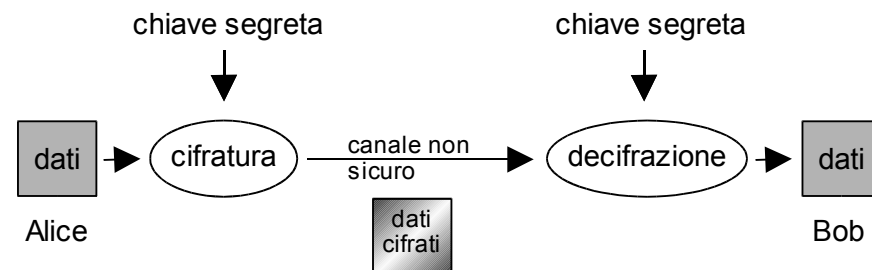 chiave segreta
chiave segreta
dati
cifratura
canale non
sicuro
decifrazione
dati
dati
cifrati
Alice
Bob